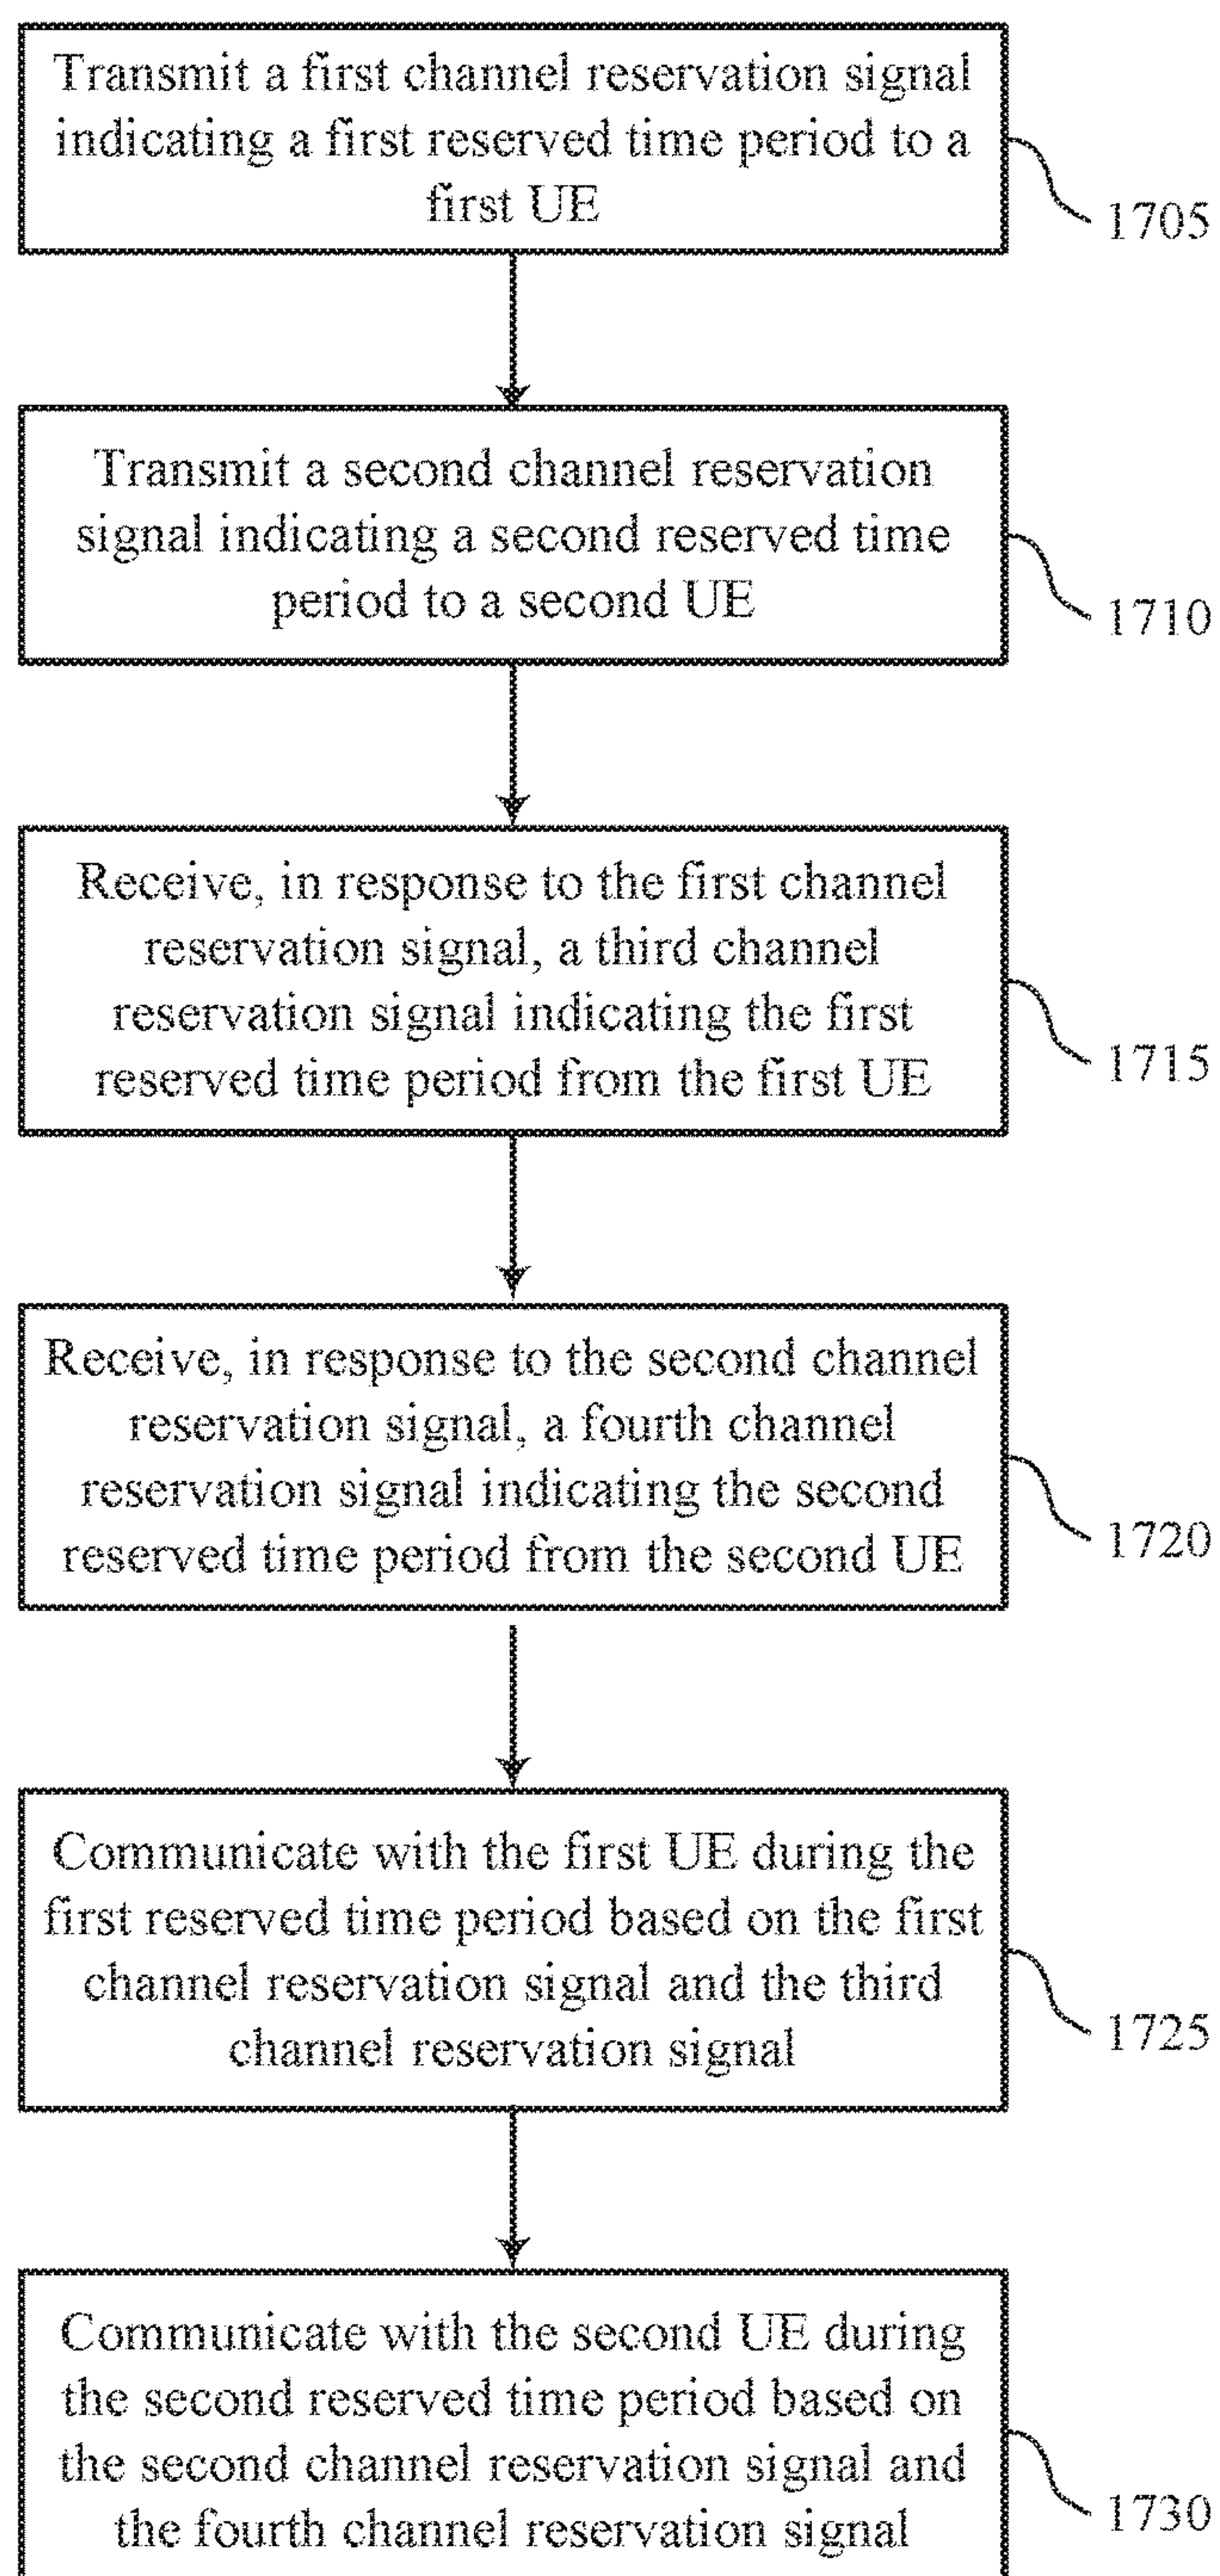 Transmit a first channel reservation signal
indicating a first reserved time period to a
first UE
1705
Transmit a second channel reservation
signal indicating a second reserved time
period to a second UE
1710
Receive, in response to the first channel
reservation signal, a third channel
reservation signal indicating the first
reserved time period from the first UE
1715
Receive, in response to the second channel
reservation signal, a fourth channel
reservation signal indicating the second
reserved time period from the second UE
1720
Communicate with the first UE during the
first reserved time period based on the first
channel reservation signal and the third
channel reservation signal
1725
Communicate with the second UE during
the second reserved time period based on
the second channel reservation signal and
the fourth channel reservation signal
1730